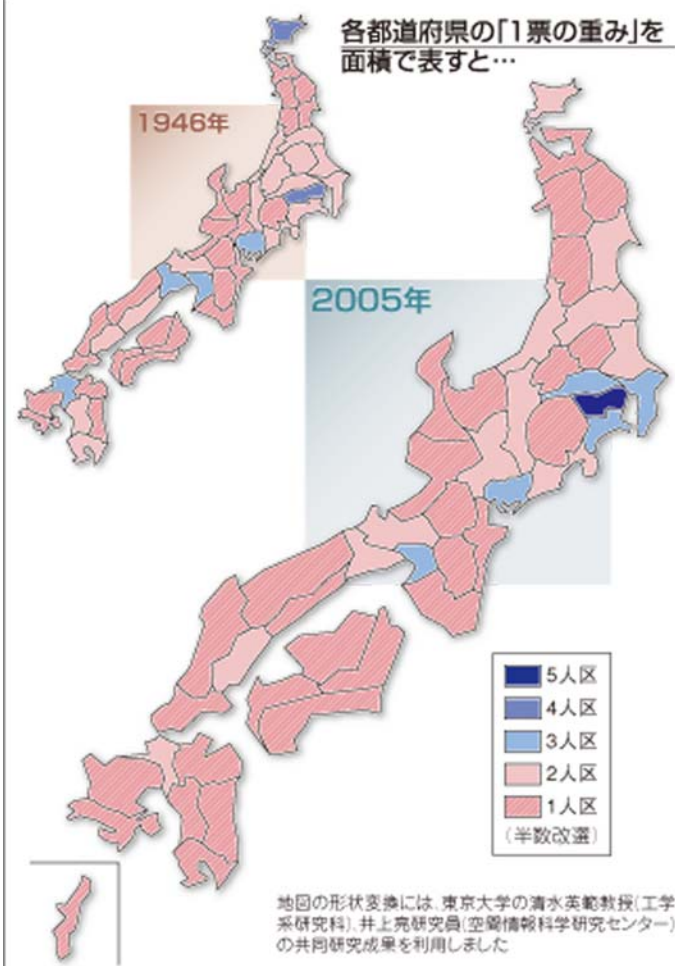 各都道府県の「1票の重み」を
面積で表すと…
1946年
2005年
5人区
4人区
3人区
2人区
1人区
(半数改選)
地図の形状変換には、東京大学の清水英範教授(工学
系研究科)、井上亮研究員(空間情報科学研究センター)
の共同研究成果を利用しました